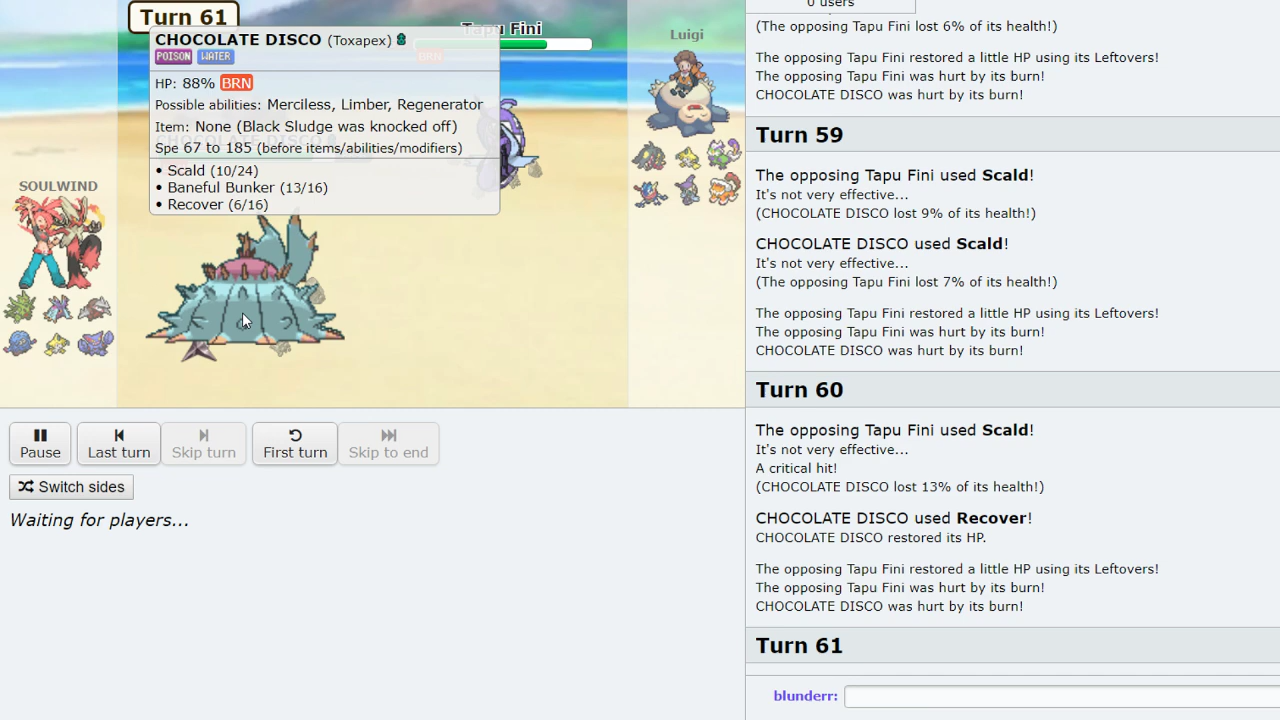 Turn 61
Tapu Fini
BRN
CHOCOLATE DISCO (Toxapex)
POISON WATER
HP: 88% BRN
Possible abilities: Merciless, Limber, Regenerator
Item: None (Black Sludge was knocked off)
Spe 67 to 185 (before items/abilities/modifiers)
• Scald (10/24)
• Baneful Bunker (13/16)
• Recover (6/16)
SOULWIND
Luigi
Pause
Last turn
Skip turn
First turn
Skip to end
Switch sides
Waiting for players...
0 users
(The opposing Tapu Fini lost 6% of its health!)
The opposing Tapu Fini restored a little HP using its Leftovers!
The opposing Tapu Fini was hurt by its burn!
CHOCOLATE DISCO was hurt by its burn!
Turn 59
The opposing Tapu Fini used Scald!
It's not very effective...
(CHOCOLATE DISCO lost 9% of its health!)
CHOCOLATE DISCO used Scald!
It's not very effective...
(The opposing Tapu Fini lost 7% of its health!)
The opposing Tapu Fini restored a little HP using its Leftovers!
The opposing Tapu Fini was hurt by its burn!
CHOCOLATE DISCO was hurt by its burn!
Turn 60
The opposing Tapu Fini used Scald!
It's not very effective...
A critical hit!
(CHOCOLATE DISCO lost 13% of its health!)
CHOCOLATE DISCO used Recover!
CHOCOLATE DISCO restored its HP.
The opposing Tapu Fini restored a little HP using its Leftovers!
The opposing Tapu Fini was hurt by its burn!
CHOCOLATE DISCO was hurt by its burn!
Turn 61
blunderr: